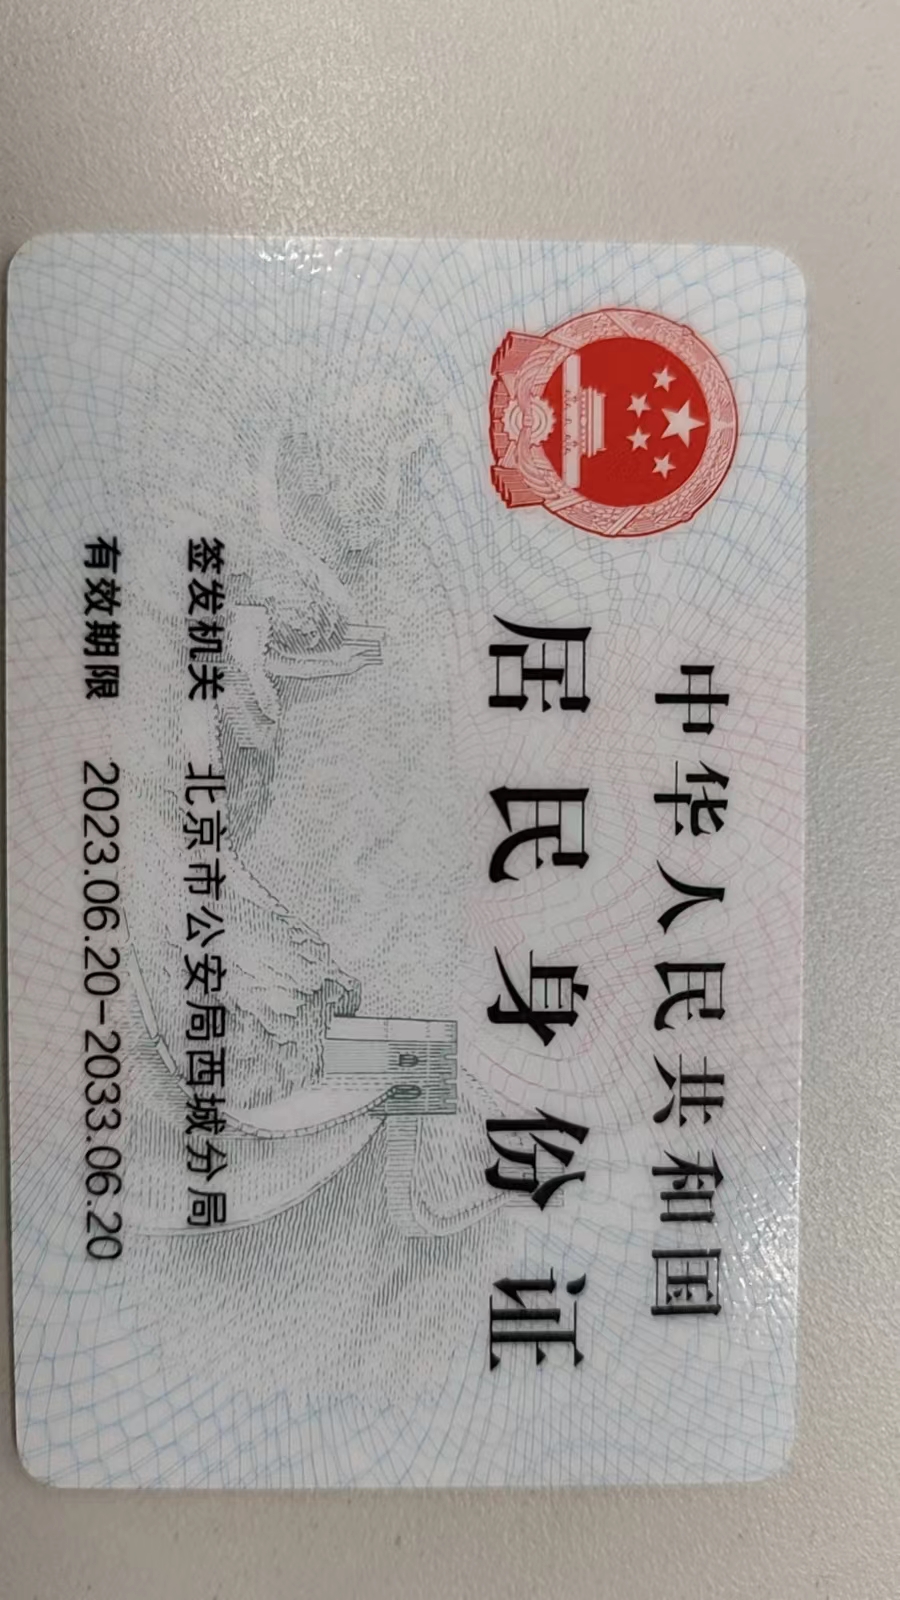 中华人民共和国
居民身份证
签发机关 北京市公安局西城分局
有效期限 2023.06.20-2033.06.20